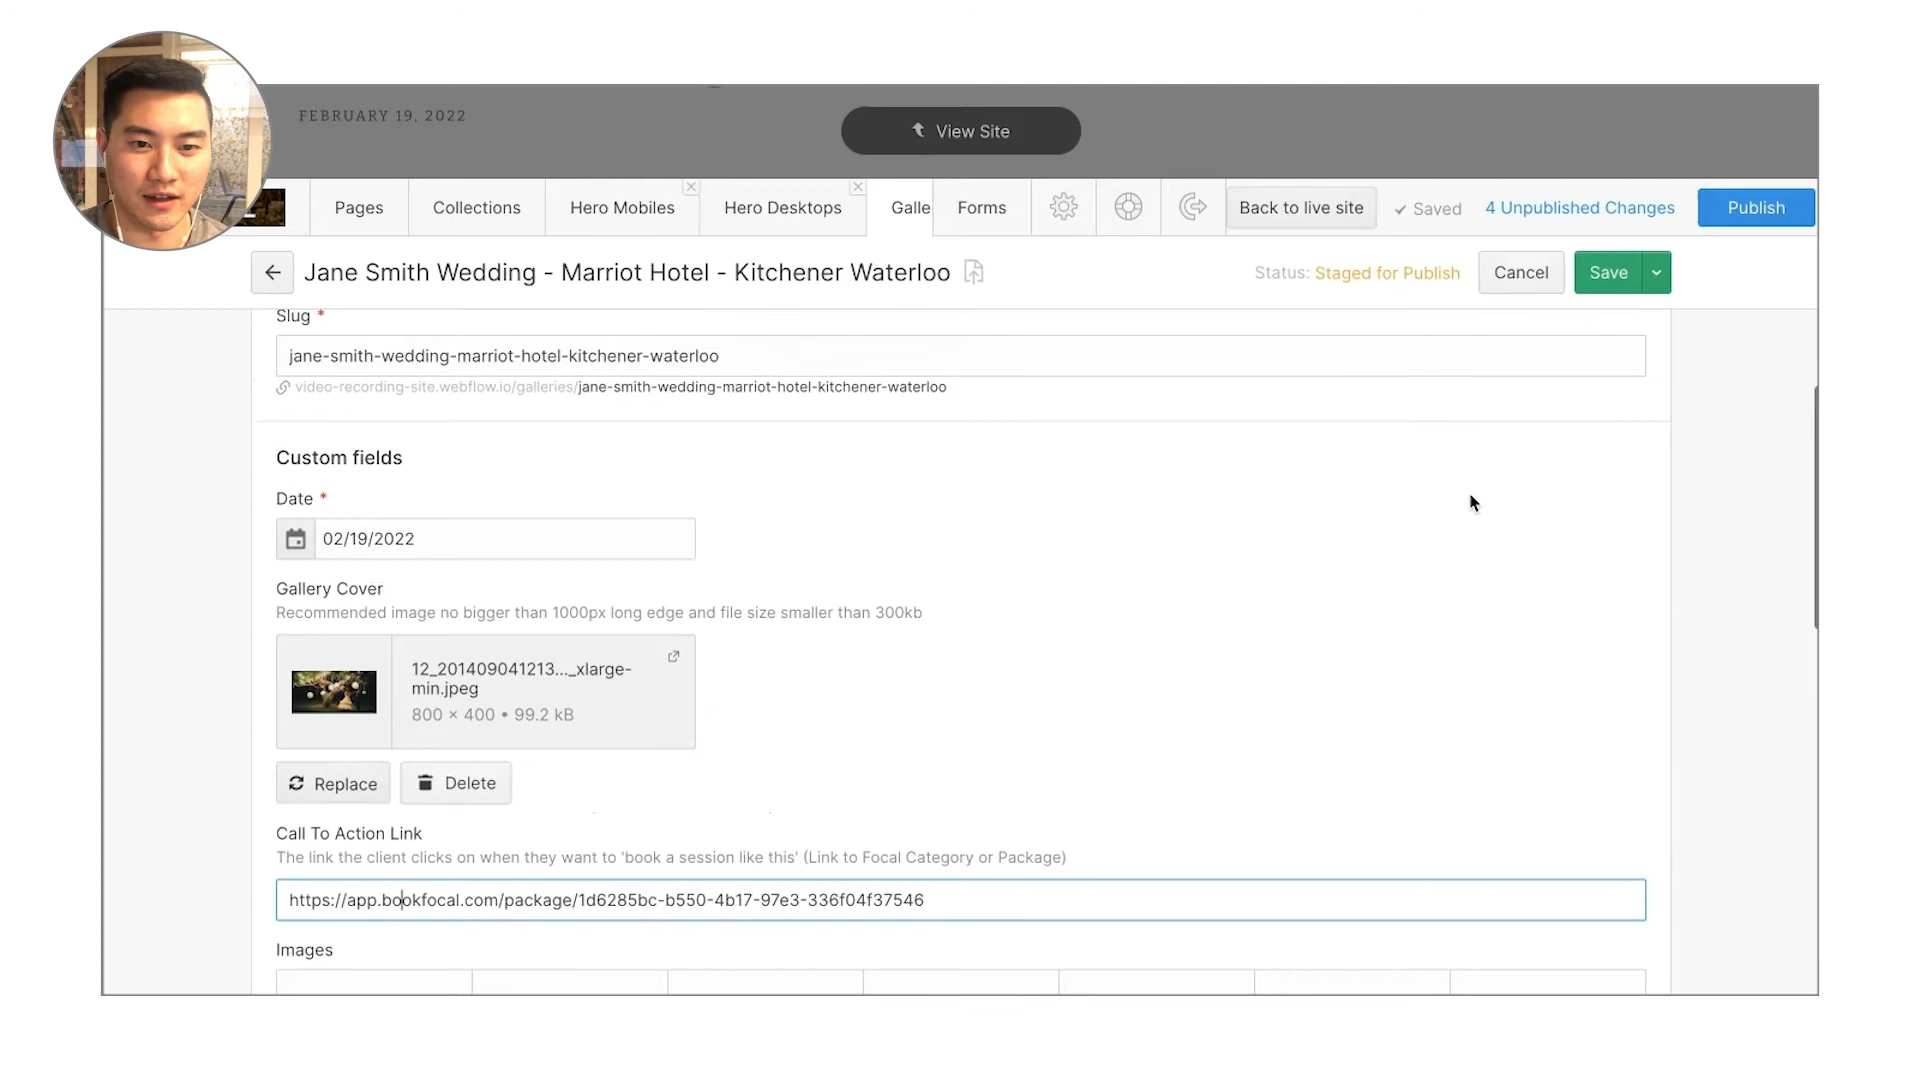 FEBRUARY 19, 2022
View Site
Pages
Collections
Hero Mobiles
Hero Desktops
Galle
Forms
Back to live site
Saved
4 Unpublished Changes
Publish
Jane Smith Wedding - Marriot Hotel - Kitchener Waterloo
Status: Staged for Publish
Cancel
Save
Slug *
jane-smith-wedding-marriot-hotel-kitchener-waterloo
video-recording-site.webflow.io/galleries/jane-smith-wedding-marriot-hotel-kitchener-waterloo
Custom fields
Date *
02/19/2022
Gallery Cover
Recommended image no bigger than 1000px long edge and file size smaller than 300kb
12_201409041213..._xlarge-
min.jpeg
800 × 400 • 99.2 kB
Replace
Delete
Call To Action Link
The link the client clicks on when they want to 'book a session like this' (Link to Focal Category or Package)
https://app.bookfocal.com/package/1d6285bc-b550-4b17-97e3-336f04f37546
Images